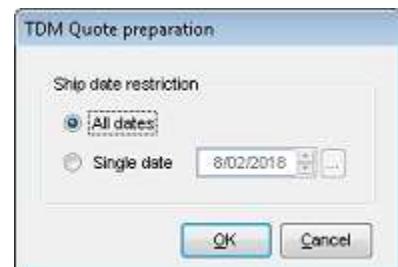 TDM Quote preparation
Ship date restriction
All dates
Single date 8/02/2018 ...
OK Cancel